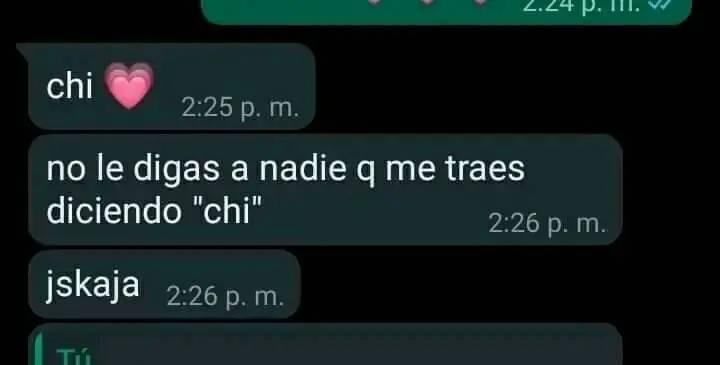 2:24 p. m.
chi 💗 2:25 p. m.
no le digas a nadie q me traes
diciendo "chi" 2:26 p. m.
jskaja 2:26 p. m.
Tú